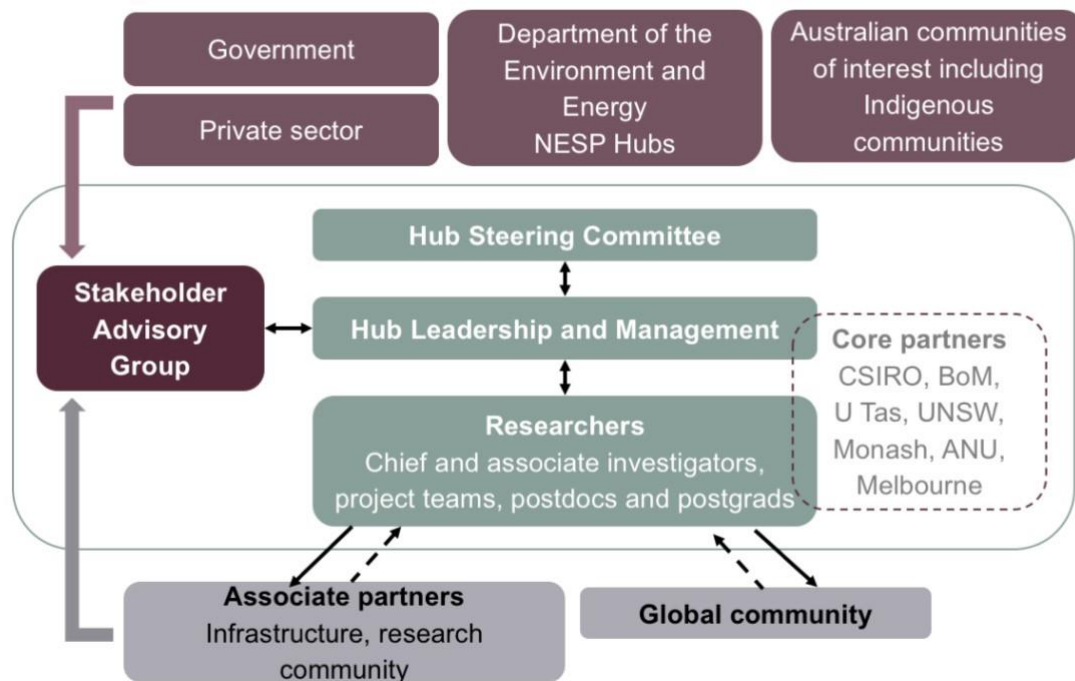 Government
Private sector
Department of the
Environment and
Energy
NESP Hubs
Australian communities
of interest including
Indigenous
communities
Hub Steering Committee
Stakeholder
Advisory
Group
Hub Leadership and Management
Core partners
CSIRO, BoM,
U Tas, UNSW,
Monash, ANU,
Melbourne
Researchers
Chief and associate investigators,
project teams, postdocs and postgrads
Associate partners
Infrastructure, research
community
Global community